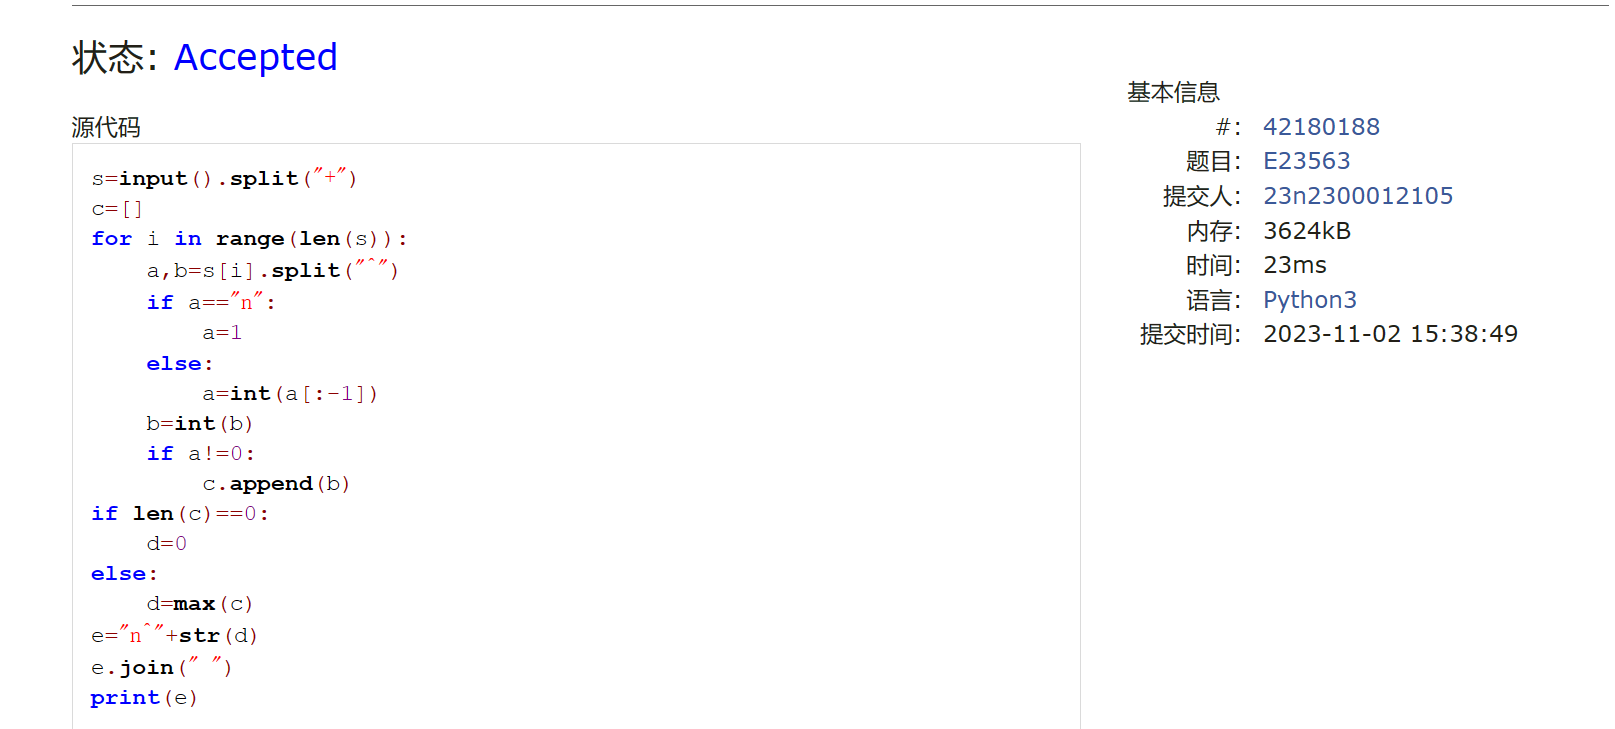 状态: Accepted
源代码
s=input().split("+")
c=[]
for i in range(len(s)):
    a,b=s[i].split("^")
    if a=="n":
        a=1
    else:
        a=int(a[:-1])
    b=int(b)
    if a!=0:
        c.append(b)
if len(c)==0:
    d=0
else:
    d=max(c)
e="n^"+str(d)
e.join(" ")
print(e)
基本信息
#: 42180188
题目: E23563
提交人: 23n2300012105
内存: 3624kB
时间: 23ms
语言: Python3
提交时间: 2023-11-02 15:38:49